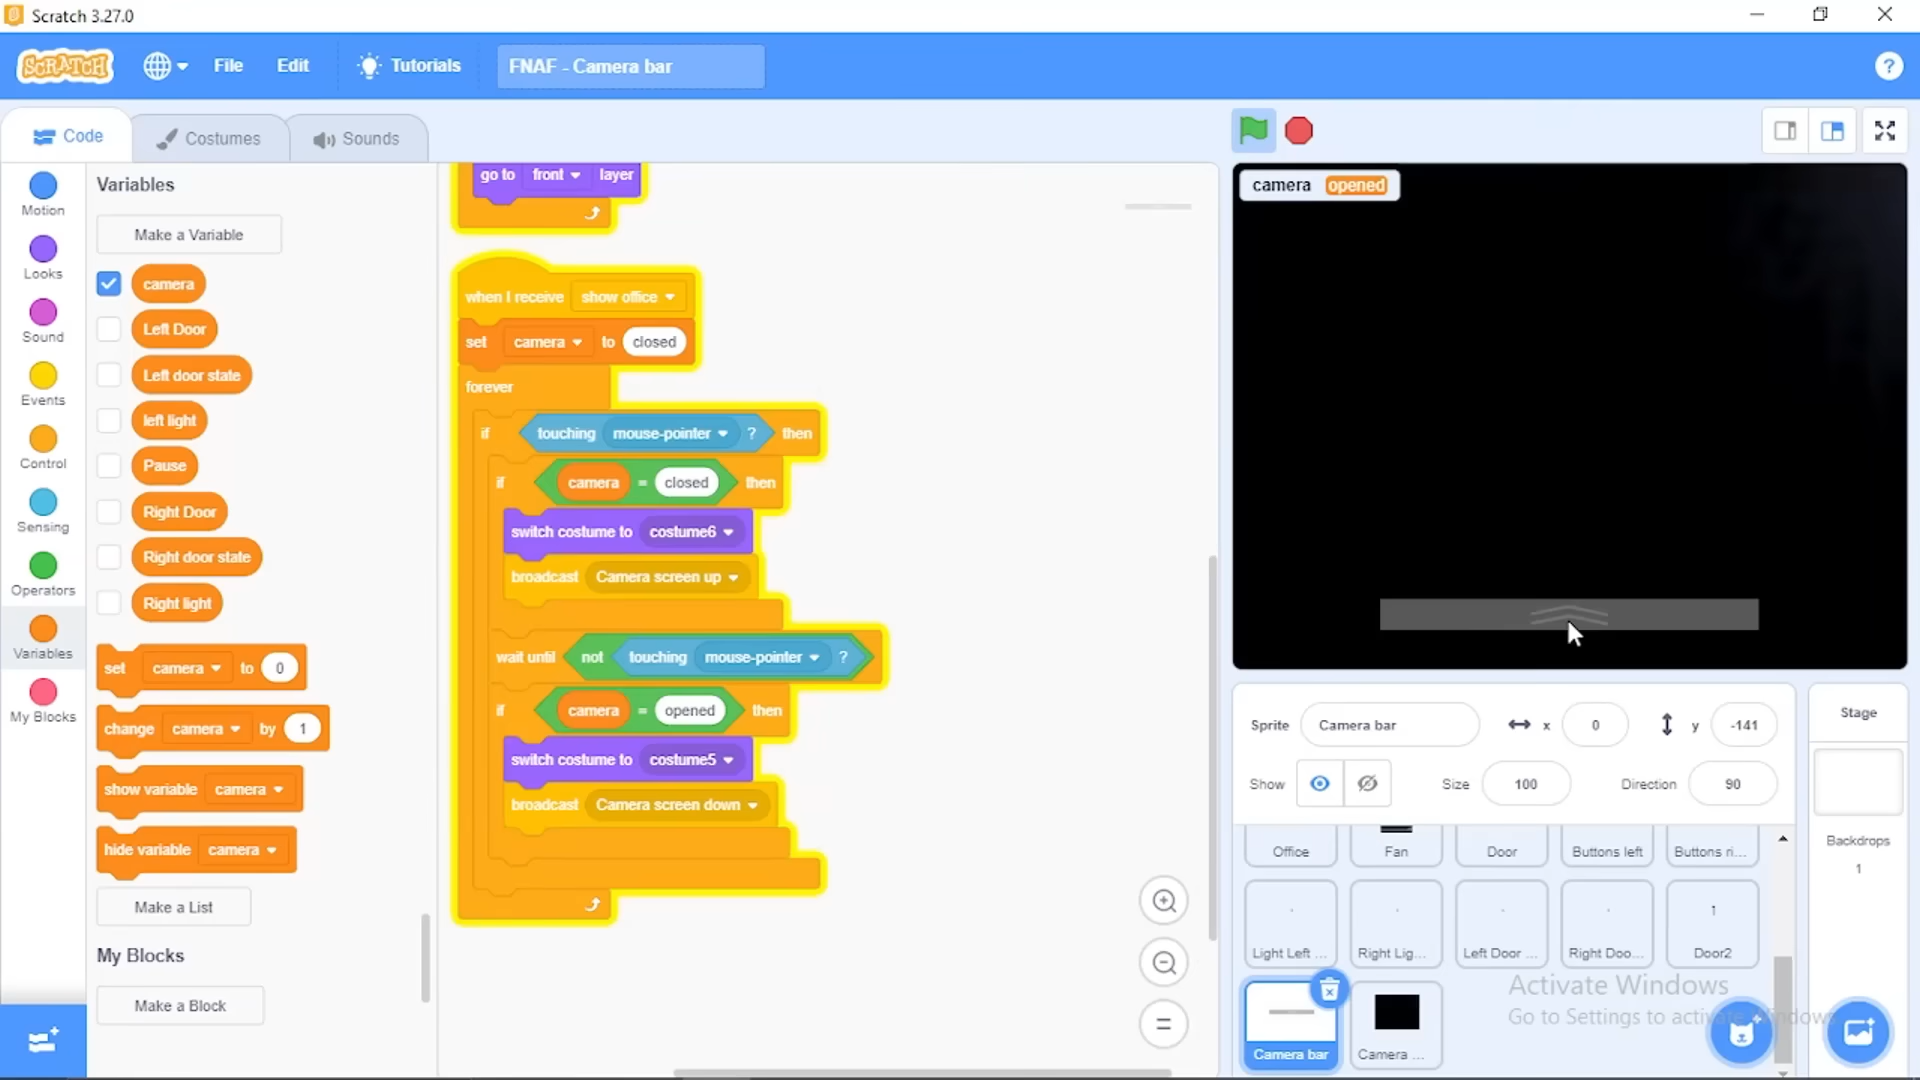 Scratch 3.27.0
SCRATCH File Edit Tutorials FNAF - Camera bar ?
Code Costumes Sounds
Motion
Looks
Sound
Events
Control
Sensing
Operators
Variables
My Blocks
Variables
Make a Variable
camera
Left Door
Left door state
left light
Pause
Right Door
Right door state
Right light
set camera to 0
change camera by 1
show variable camera
hide variable camera
Make a List
My Blocks
Make a Block
go to front layer
when I receive show office
set camera to closed
forever
if touching mouse-pointer ? then
if camera = closed then
switch costume to costume6
broadcast Camera screen up
wait until not touching mouse-pointer ?
if camera = opened then
switch costume to costume5
broadcast Camera screen down
camera opened
Sprite Camera bar x 0 y -141
Show Size 100 Direction 90
Office Fan Door Buttons left Buttons ri...
Light Left ... Right Lig... Left Door ... Right Doo... Door2
Camera bar Camera ...
Stage
Backdrops
1
Activate Windows
Go to Settings to activate Windows